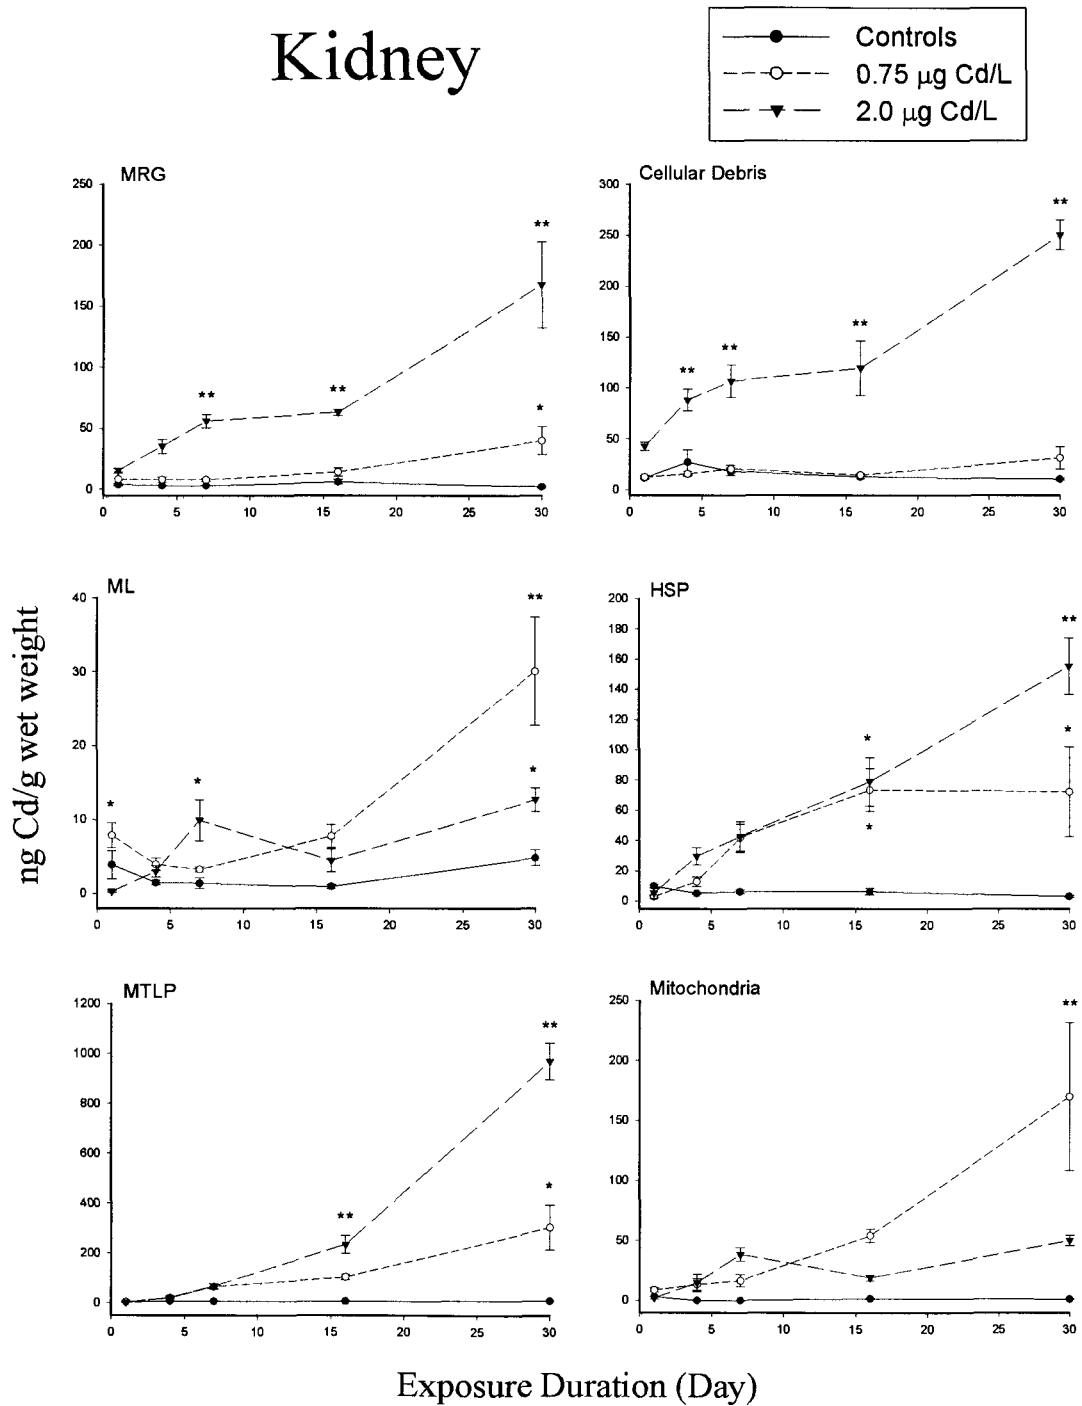 Kidney
Controls
0.75 µg Cd/L
2.0 µg Cd/L
MRG
250
200
150
100
50
0
0 5 10 15 20 25 30
** ** ** *
Cellular Debris
300
250
200
150
100
50
0
0 5 10 15 20 25 30
** ** ** **
ng Cd/g wet weight
ML
40
30
20
10
0
0 5 10 15 20 25 30
* * ** *
HSP
200
180
160
140
120
100
80
60
40
20
0
0 5 10 15 20 25 30
* * ** *
MTLP
1200
1000
800
600
400
200
0
0 5 10 15 20 25 30
** ** *
Mitochondria
250
200
150
100
50
0
0 5 10 15 20 25 30
**
Exposure Duration (Day)